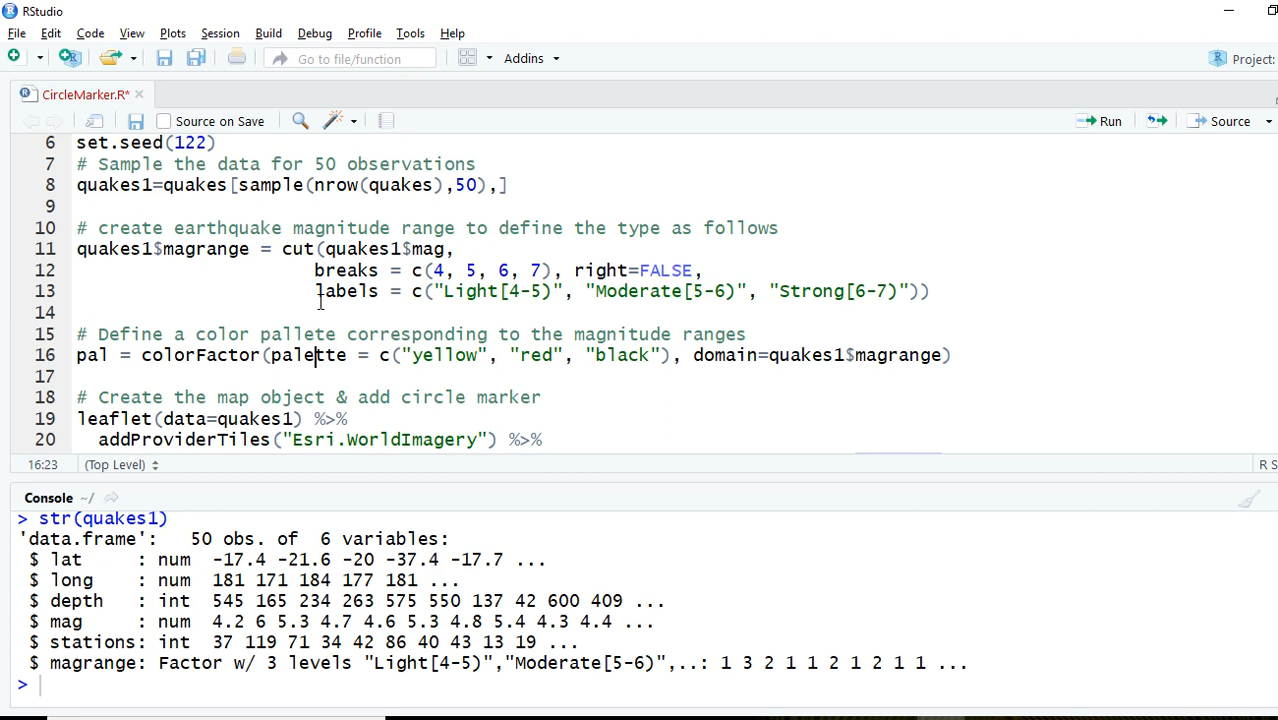 RStudio
File Edit Code View Plots Session Build Debug Profile Tools Help
Go to file/function Addins Project:
CircleMarker.R*
Source on Save Run Source
6 set.seed(122)
7 # Sample the data for 50 observations
8 quakes1=quakes[sample(nrow(quakes),50),]
9
10 # create earthquake magnitude range to define the type as follows
11 quakes1$magrange = cut(quakes1$mag,
12 breaks = c(4, 5, 6, 7), right=FALSE,
13 labels = c("Light[4-5)", "Moderate[5-6)", "Strong[6-7)"))
14
15 # Define a color pallete corresponding to the magnitude ranges
16 pal = colorFactor(palette = c("yellow", "red", "black"), domain=quakes1$magrange)
17
18 # Create the map object & add circle marker
19 leaflet(data=quakes1) %>%
20 addProviderTiles("Esri.WorldImagery") %>%
16:23 (Top Level) R S
Console ~/
> str(quakes1)
'data.frame': 50 obs. of 6 variables:
$ lat : num -17.4 -21.6 -20 -37.4 -17.7 ...
$ long : num 181 171 184 177 181 ...
$ depth : int 545 165 234 263 575 550 137 42 600 409 ...
$ mag : num 4.2 6 5.3 4.7 4.6 5.3 4.8 5.4 4.3 4.4 ...
$ stations: int 37 119 71 34 42 86 40 43 13 19 ...
$ magrange: Factor w/ 3 levels "Light[4-5)","Moderate[5-6)",..: 1 3 2 1 1 2 1 2 1 1 ...
>